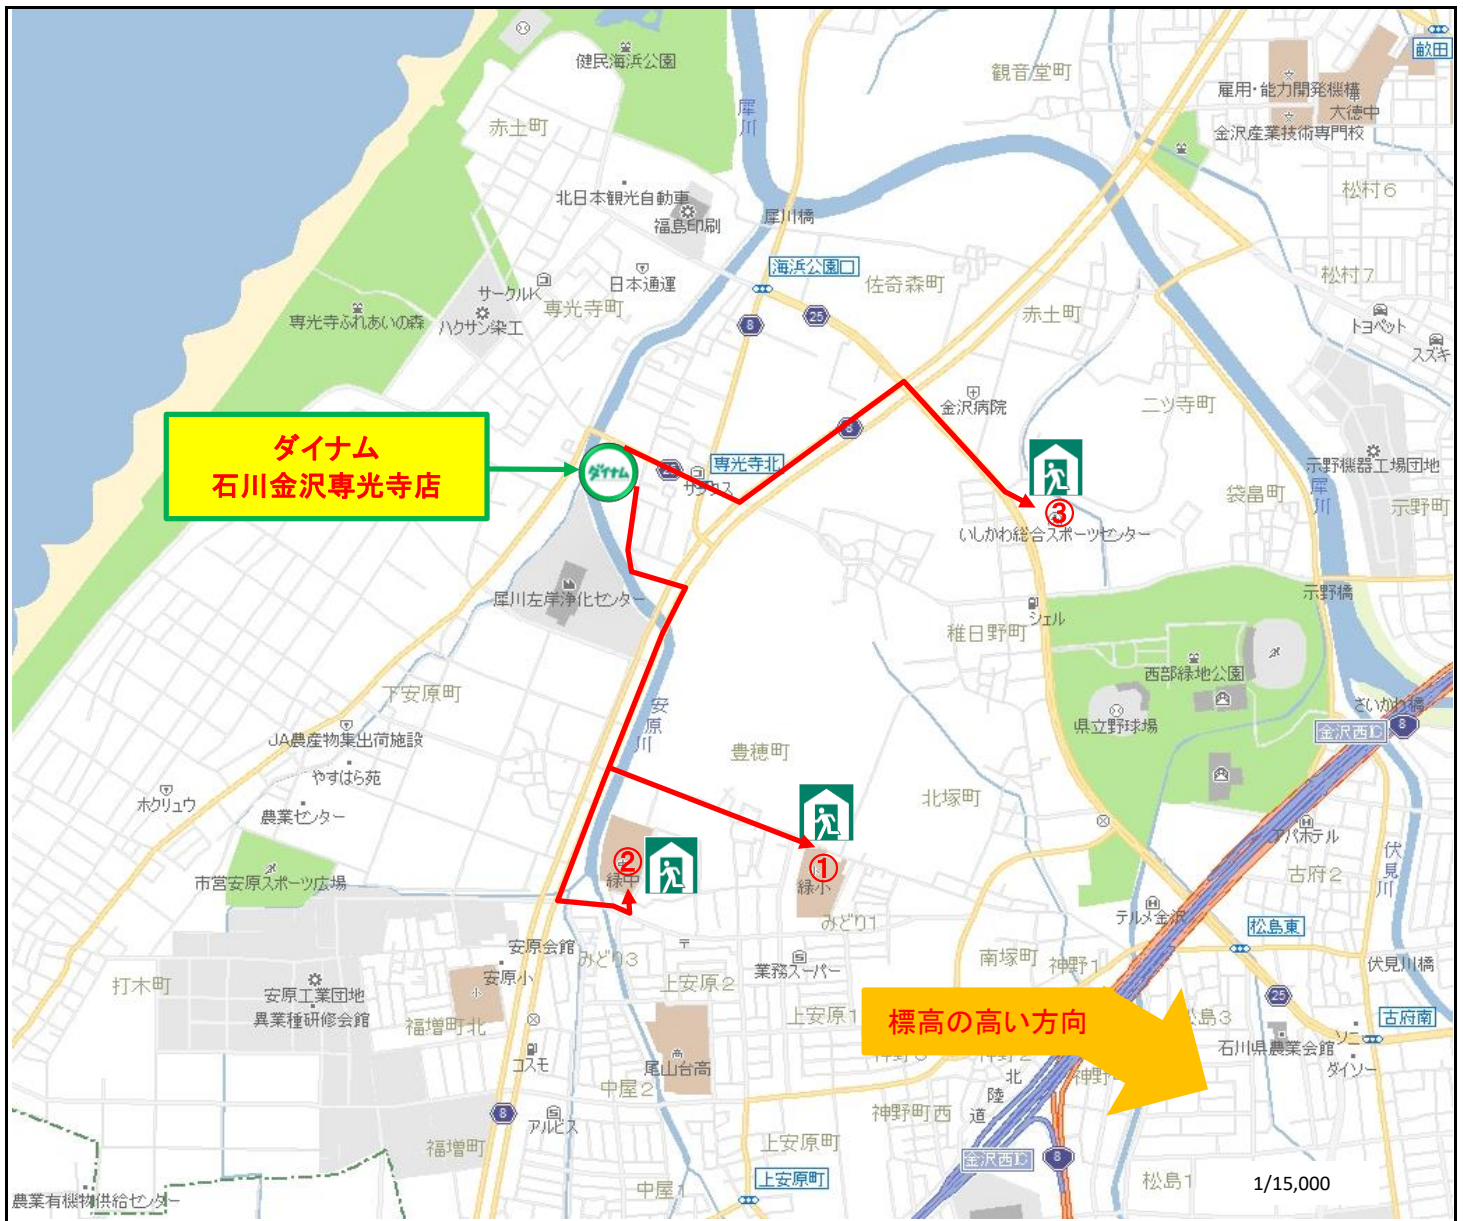 健民海浜公園
観音堂町
畝田
雇用・能力開発機構
大徳中
金沢産業技術専門校
犀川
赤土町
松村6
北日本観光自動車
福島印刷
犀川橋
海浜公園口
佐奇森町
松村7
日本通運
サークルK
専光寺町
専光寺ふれあいの森
ハクサン染工
8
25
赤土町
トヨペット
スズキ
金沢病院
二ツ寺町
ダイナム
石川金沢専光寺店
ダイナム
専光寺北
サンクス
8
示野機器工場団地
袋畠町
犀川
示野町
③
いしかわ総合スポーツセンター
犀川左岸浄化センター
示野橋
シェル
稚日野町
西部緑地公園
下安原町
安原川
県立野球場
さいかわ橋
金沢西IC
8
JA農産物集出荷施設
豊穂町
やすはら苑
ホクリュウ
農業センター
北塚町
アパホテル
伏見川
②
緑中
①
緑小
古府2
市営安原スポーツ広場
みどり1
テルメ金沢
松島東
安原会館
みどり3
業務スーパー
南塚町
神野1
伏見川橋
打木町
安原工業団地
異業種研修会館
安原小
上安原2
25
福増町北
上安原1
標高の高い方向
松島3
古府南
石川県農業会館
ソニー
ダイソー
コスモ
尾山台高
中屋2
北陸道
8
アルビス
神野町西
福増町
上安原町
金沢西IC
8
農業有機物供給センター
中屋1
上安原町
松島1
1/15,000